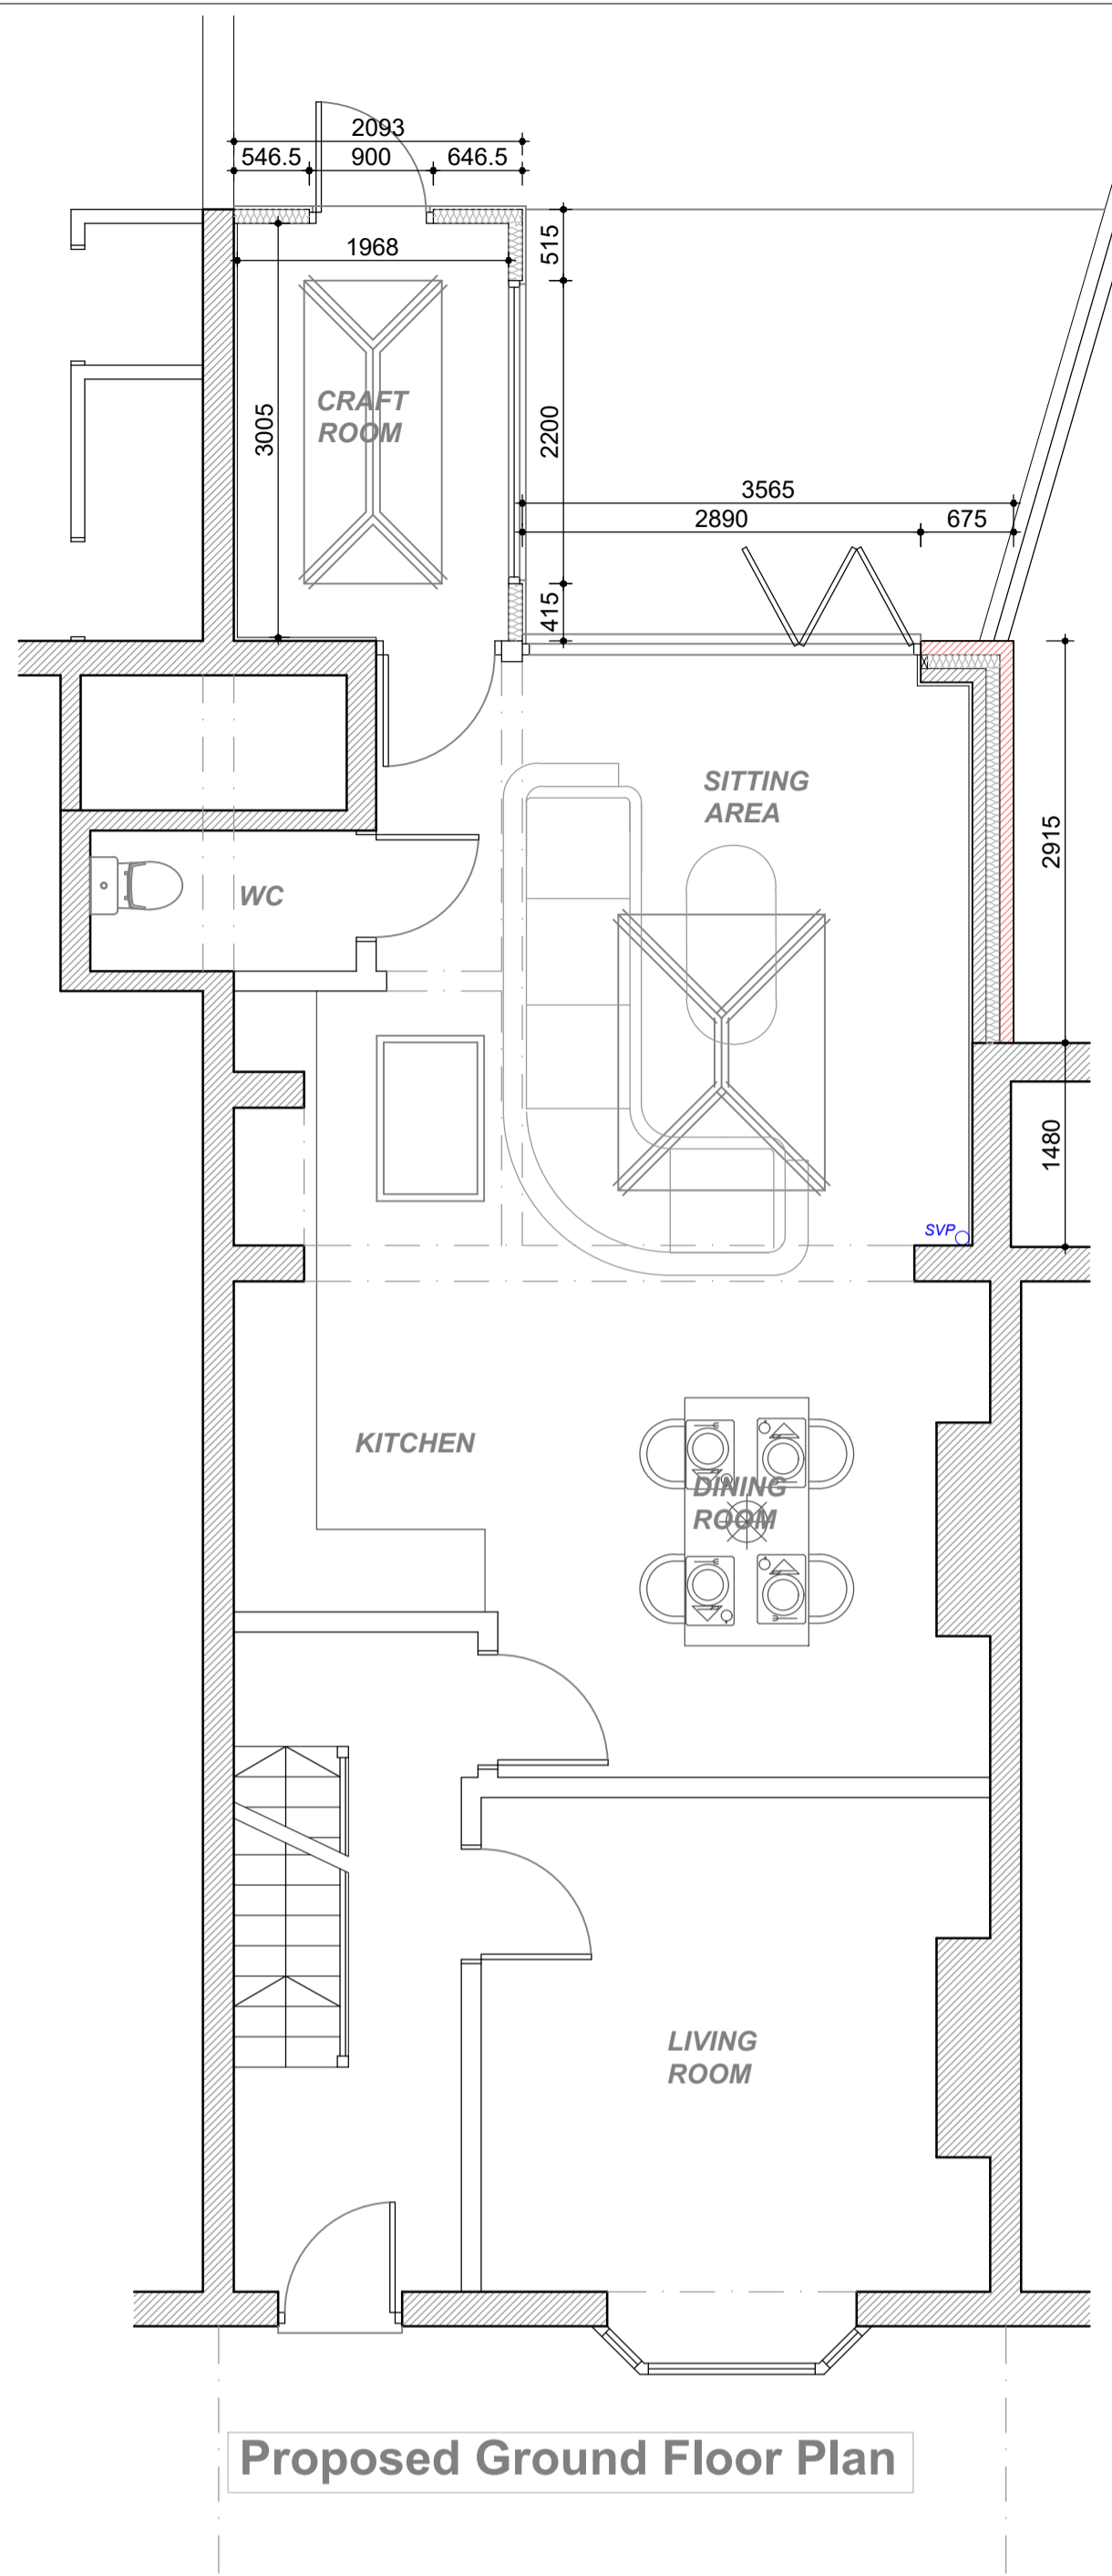 2093
546.5 900 646.5
1968
515
CRAFT
ROOM
3005
2200
3565
2890 675
415
SITTING
AREA
2915
WC
1480
SVP
KITCHEN
DINING
ROOM
LIVING
ROOM
Proposed Ground Floor Plan